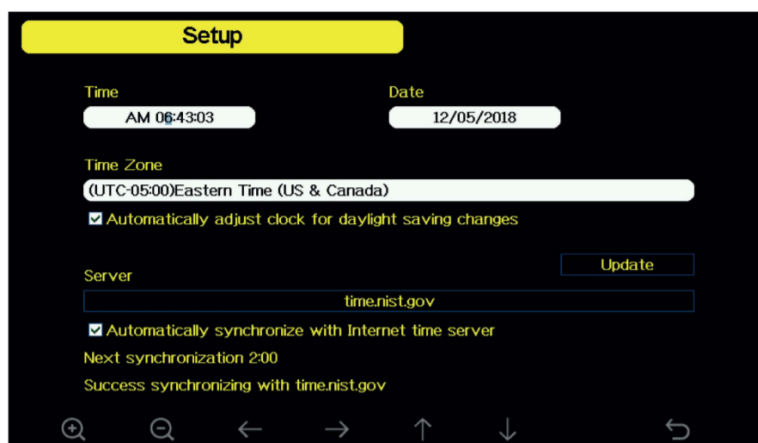 Setup
Time
Date
AM 06:43:03
12/05/2018
Time Zone
(UTC-05:00)Eastern Time (US & Canada)
Automatically adjust clock for daylight saving changes
Update
Server
time.nist.gov
Automatically synchronize with Internet time server
Next synchronization 2:00
Success synchronizing with time.nist.gov